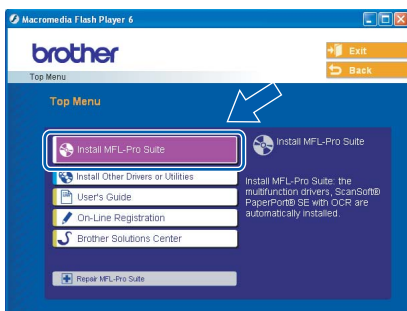 Macromedia Flash Player 6
brother
Exit
Back
Top Menu
Top Menu
Install MFL-Pro Suite
Install MFL-Pro Suite
Install Other Drivers or Utilities
User's Guide
On-Line Registration
Brother Solutions Center
Repair MFL-Pro Suite
Install MFL-Pro Suite: the
multifunction drivers, ScanSoft®
PaperPort® SE with OCR are
automatically installed.